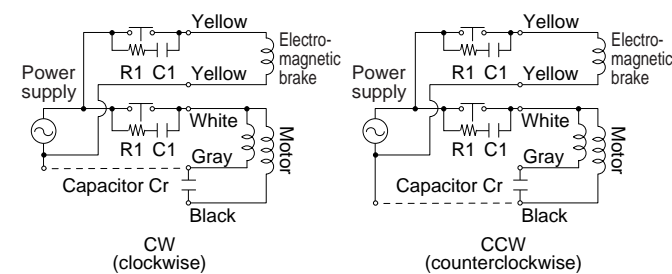 Yellow
Electro-
magnetic
brake
R1 C1
Power
supply
Yellow
White
R1 C1
Gray
Motor
Capacitor Cr
Black
CW
(clockwise)
Yellow
Electro-
magnetic
brake
R1 C1
Power
supply
Yellow
White
R1 C1
Gray
Motor
Capacitor Cr
Black
CCW
(counterclockwise)